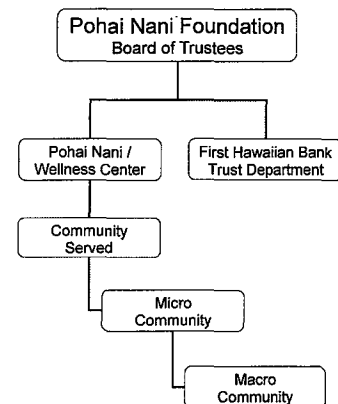 Pohai Nani Foundation
Board of Trustees
Pohai Nani /
Wellness Center
First Hawaiian Bank
Trust Department
Community
Served
Micro
Community
Macro
Community